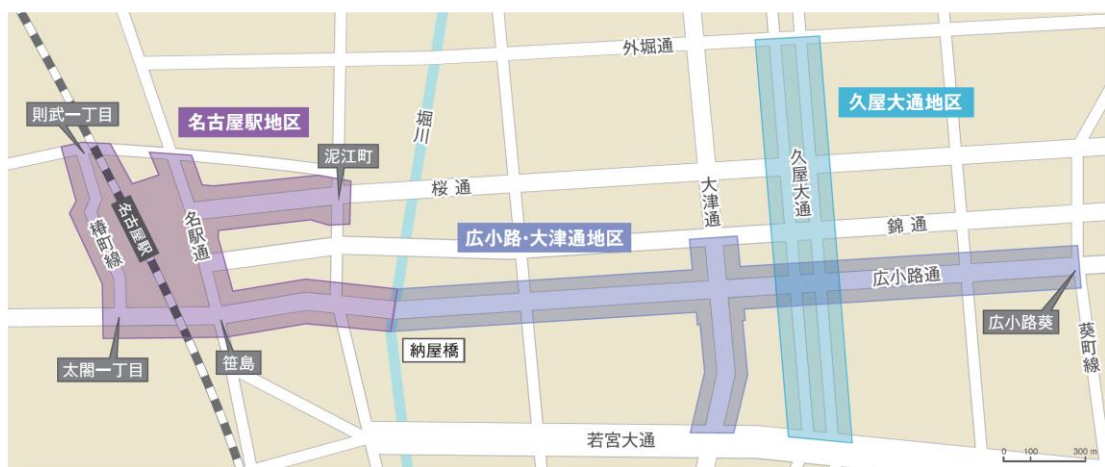 外堀通
久屋大通地区
名古屋駅地区
則武一丁目
堀川
泥江町
桜通
久屋大通
大津通
名古屋駅
名駅通
椿町線
広小路・大津通地区
錦通
広小路通
広小路葵
葵町線
納屋橋
笹島
太閤一丁目
若宮大通
0 100 300 m